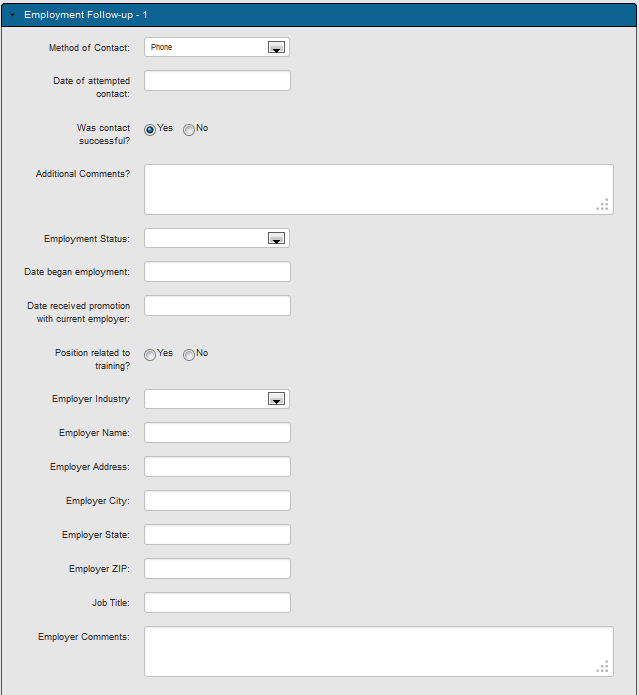 Employment Follow-up - 1
Method of Contact: Phone
Date of attempted
contact:
Was contact
successful?
Yes No
Additional Comments?
Employment Status:
Date began employment:
Date received promotion
with current employer:
Position related to
training?
Yes No
Employer Industry
Employer Name:
Employer Address:
Employer City:
Employer State:
Employer ZIP:
Job Title:
Employer Comments: